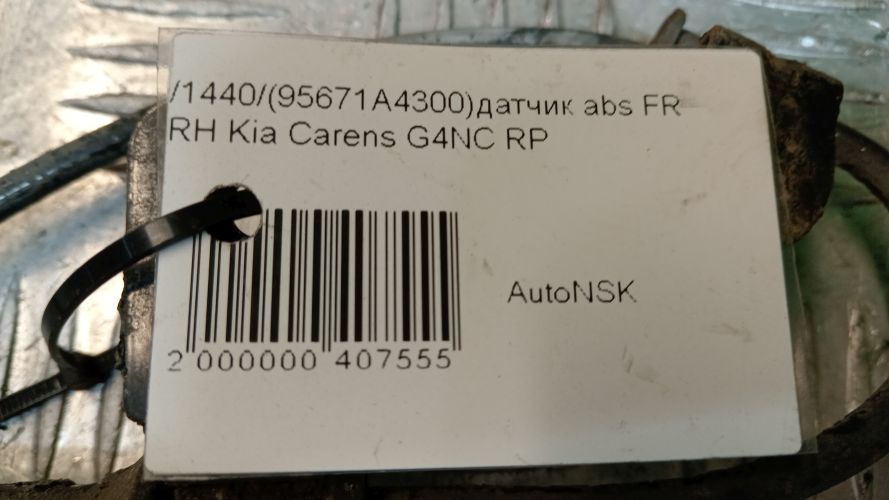 /1440/(95671A4300)датчик abs FR
RH Kia Carens G4NC RP
AutoNSK
2 000000 407555